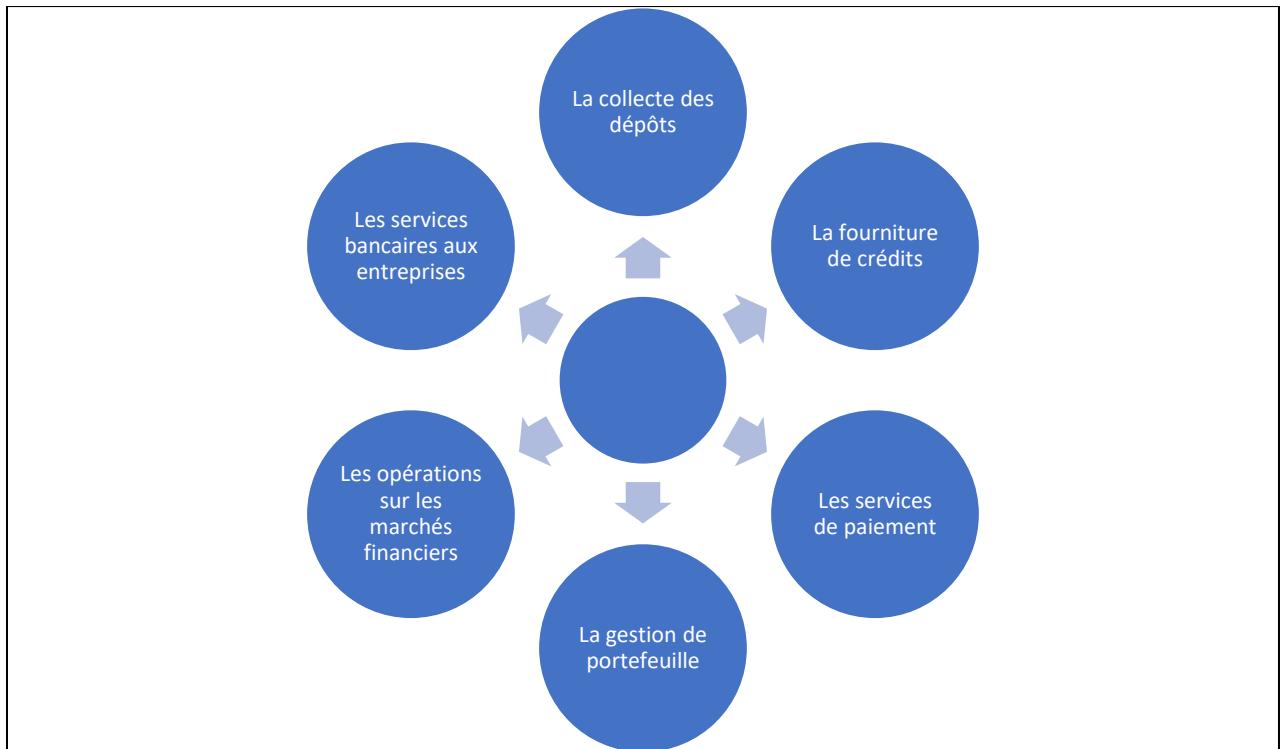 La collecte des
dépôts
La fourniture
de crédits
Les services
de paiement
La gestion de
portefeuille
Les opérations
sur les
marchés
financiers
Les services
bancaires aux
entreprises